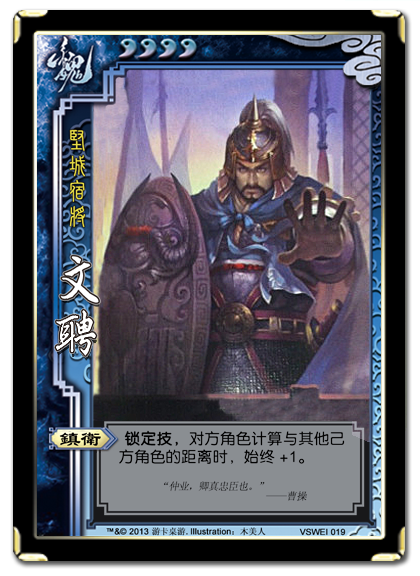 魏
坚城宿将
文聘
鎮衛
锁定技，对方角色计算与其他己
方角色的距离时，始终 +1。
“仲业，卿真忠臣也。”
——曹操
™&© 2013 游卡桌游. Illustration: 木美人
VSWEI 019